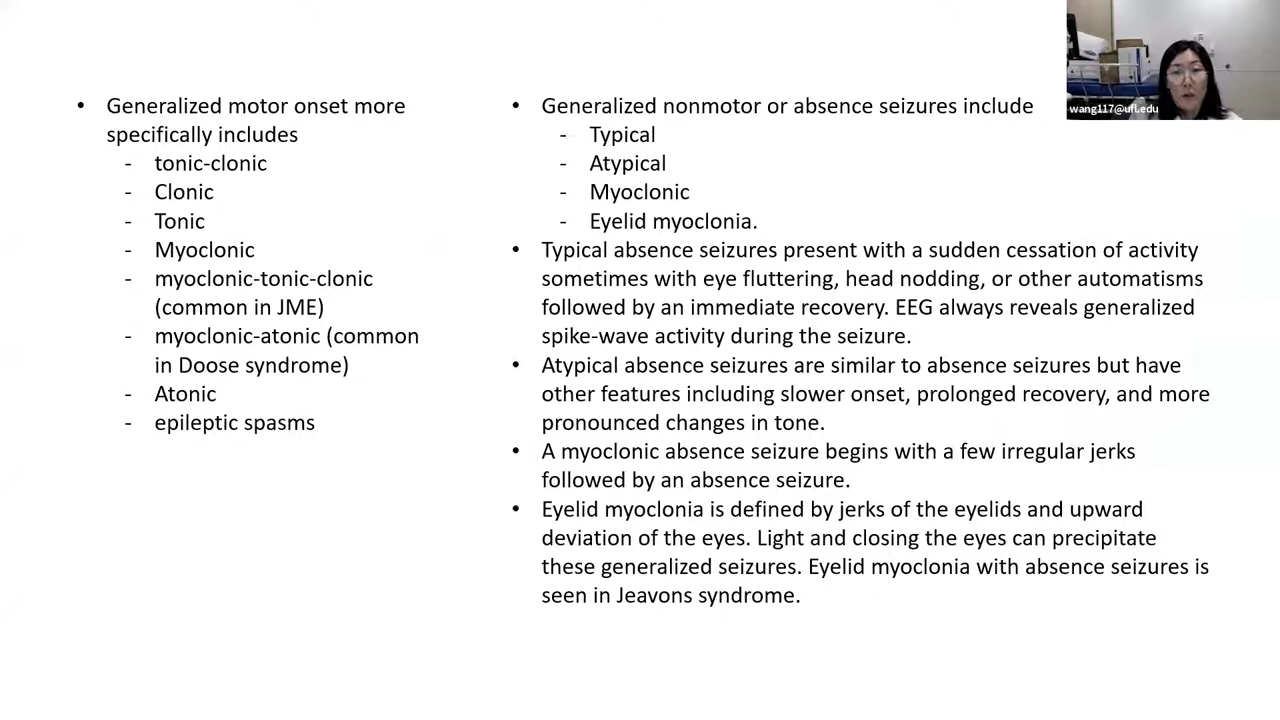 • Generalized motor onset more
specifically includes
- tonic-clonic
- Clonic
- Tonic
- Myoclonic
- myoclonic-tonic-clonic
(common in JME)
- myoclonic-atonic (common
in Doose syndrome)
- Atonic
- epileptic spasms
• Generalized nonmotor or absence seizures include
- Typical
- Atypical
- Myoclonic
- Eyelid myoclonia.
• Typical absence seizures present with a sudden cessation of activity
sometimes with eye fluttering, head nodding, or other automatisms
followed by an immediate recovery. EEG always reveals generalized
spike-wave activity during the seizure.
• Atypical absence seizures are similar to absence seizures but have
other features including slower onset, prolonged recovery, and more
pronounced changes in tone.
• A myoclonic absence seizure begins with a few irregular jerks
followed by an absence seizure.
• Eyelid myoclonia is defined by jerks of the eyelids and upward
deviation of the eyes. Light and closing the eyes can precipitate
these generalized seizures. Eyelid myoclonia with absence seizures is
seen in Jeavons syndrome.
wang117@ufl.edu